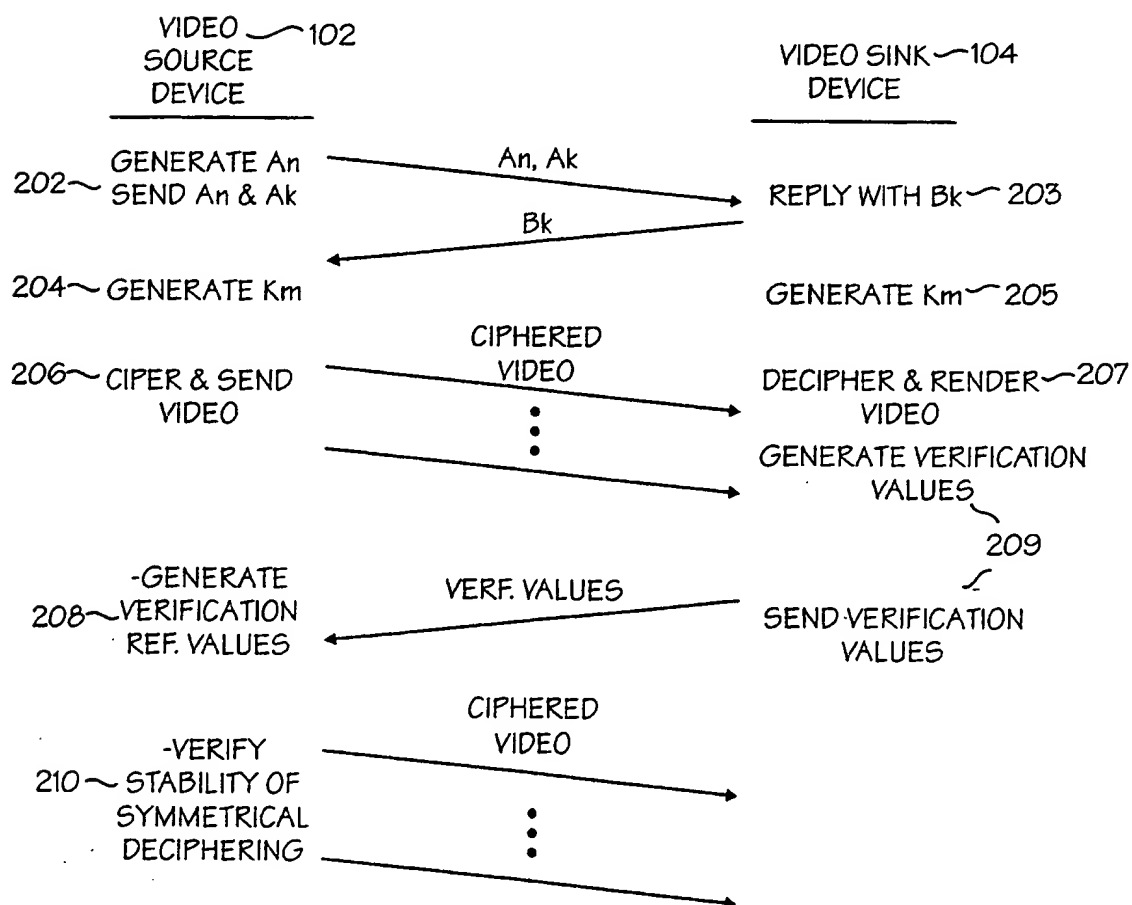 VIDEO 102
SOURCE
DEVICE
VIDEO SINK 104
DEVICE
GENERATE An
202 SEND An & Ak
An, Ak
REPLY WITH Bk 203
Bk
204 GENERATE Km
GENERATE Km 205
CIPHERED
VIDEO
206 CIPER & SEND
VIDEO
DECIPHER & RENDER 207
VIDEO
GENERATE VERIFICATION
VALUES
209
-GENERATE
208 VERIFICATION
REF. VALUES
VERF. VALUES
SEND VERIFICATION
VALUES
CIPHERED
VIDEO
-VERIFY
210 STABILITY OF
SYMMETRICAL
DECIPHERING